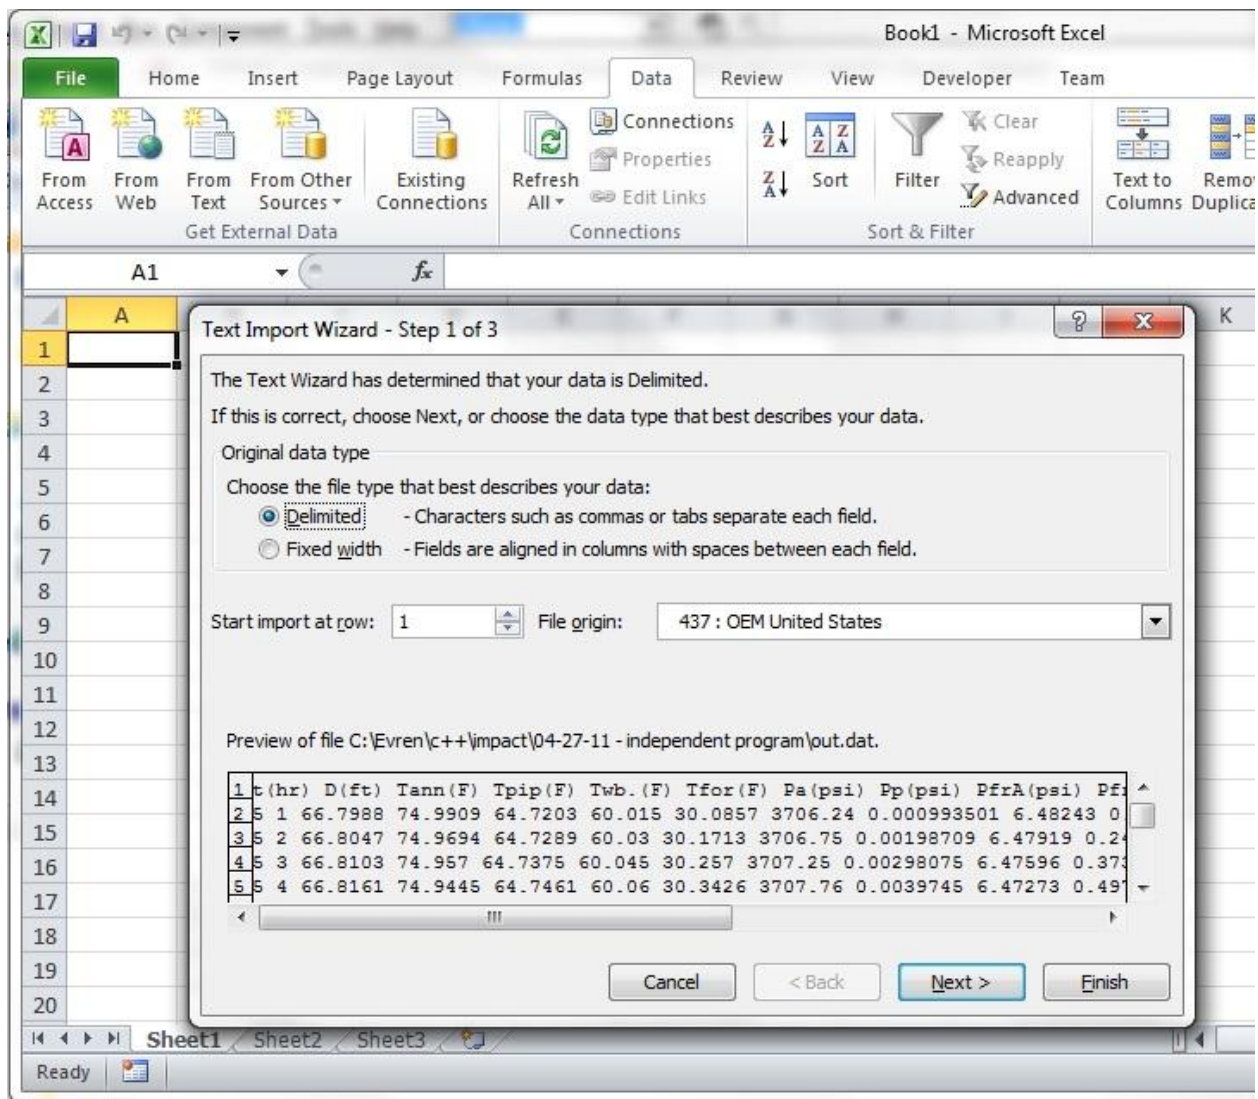 Book1 - Microsoft Excel
File Home Insert Page Layout Formulas Data Review View Developer Team
From Access
From Web
From Text
From Other Sources
Existing Connections
Get External Data
Refresh All
Connections
Properties
Edit Links
Connections
A Z
Z A
A Z Z A
Sort
Filter
Clear
Reapply
Advanced
Sort & Filter
Text to Columns
Remo
Duplica
A1 fx
A K
Text Import Wizard - Step 1 of 3
The Text Wizard has determined that your data is Delimited.
If this is correct, choose Next, or choose the data type that best describes your data.
Original data type
Choose the file type that best describes your data:
Delimited - Characters such as commas or tabs separate each field.
Fixed width - Fields are aligned in columns with spaces between each field.
Start import at row: 1 File origin: 437 : OEM United States
Preview of file C:\Evren\c++\impact\04-27-11 - independent program\out.dat.
1 t(hr) D(ft) Tann(F) Tpip(F) Twb.(F) Tfor(F) Pa(psi) Pp(psi) PfrA(psi) Pf
2 5 1 66.7988 74.9909 64.7203 60.015 30.0857 3706.24 0.000993501 6.48243 0.
3 5 2 66.8047 74.9694 64.7289 60.03 30.1713 3706.75 0.00198709 6.47919 0.24
4 5 3 66.8103 74.957 64.7375 60.045 30.257 3707.25 0.00298075 6.47596 0.373
5 5 4 66.8161 74.9445 64.7461 60.06 30.3426 3707.76 0.0039745 6.47273 0.497
Cancel < Back Next > Finish
1
2
3
4
5
6
7
8
9
10
11
12
13
14
15
16
17
18
19
20
Sheet1 Sheet2 Sheet3
Ready